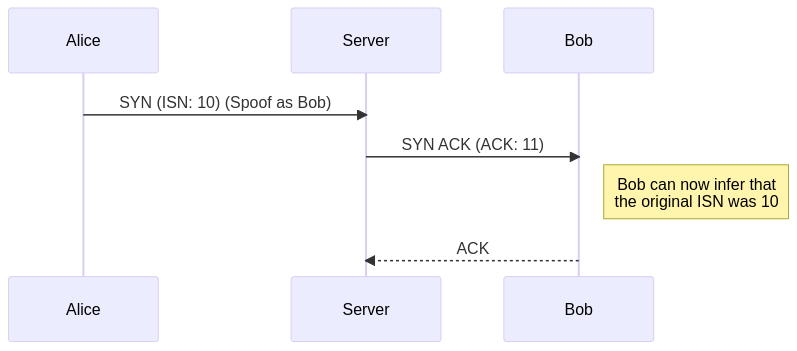 Alice
Server
Bob
SYN (ISN: 10) (Spoof as Bob)
SYN ACK (ACK: 11)
Bob can now infer that
the original ISN was 10
ACK
Alice
Server
Bob